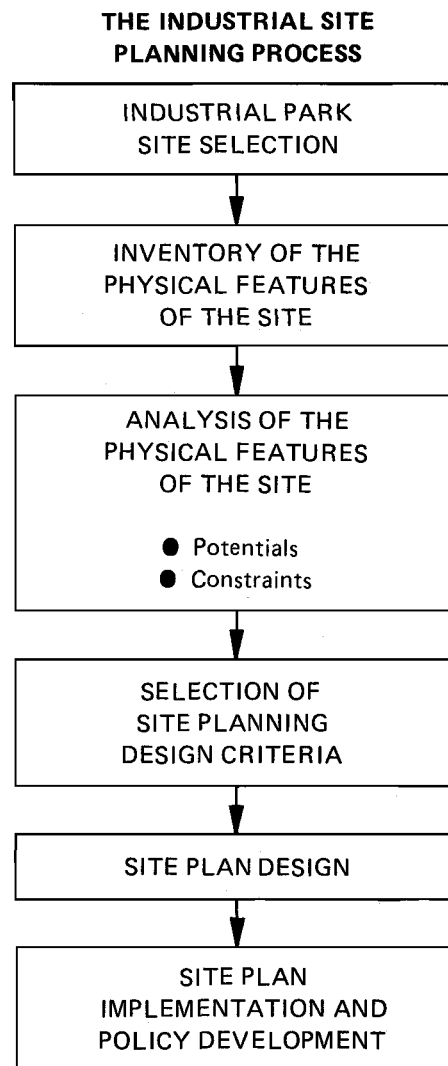 THE INDUSTRIAL SITE
PLANNING PROCESS
INDUSTRIAL PARK
SITE SELECTION
INVENTORY OF THE
PHYSICAL FEATURES
OF THE SITE
ANALYSIS OF THE
PHYSICAL FEATURES
OF THE SITE
● Potentials
● Constraints
SELECTION OF
SITE PLANNING
DESIGN CRITERIA
SITE PLAN DESIGN
SITE PLAN
IMPLEMENTATION AND
POLICY DEVELOPMENT